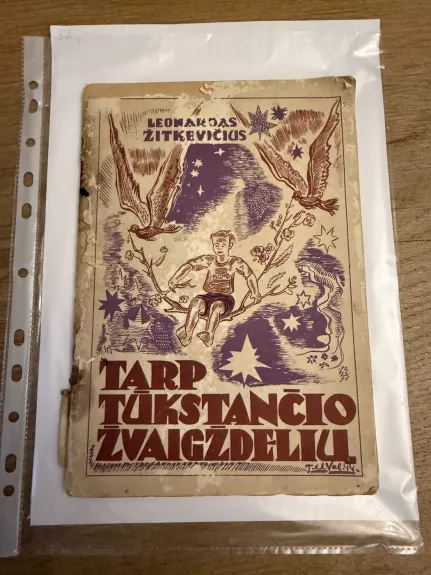 LEONARDAS
ŽITKEVIČIUS
TARP
TŪKSTANČIO
ŽVAIGŽDELIŲ